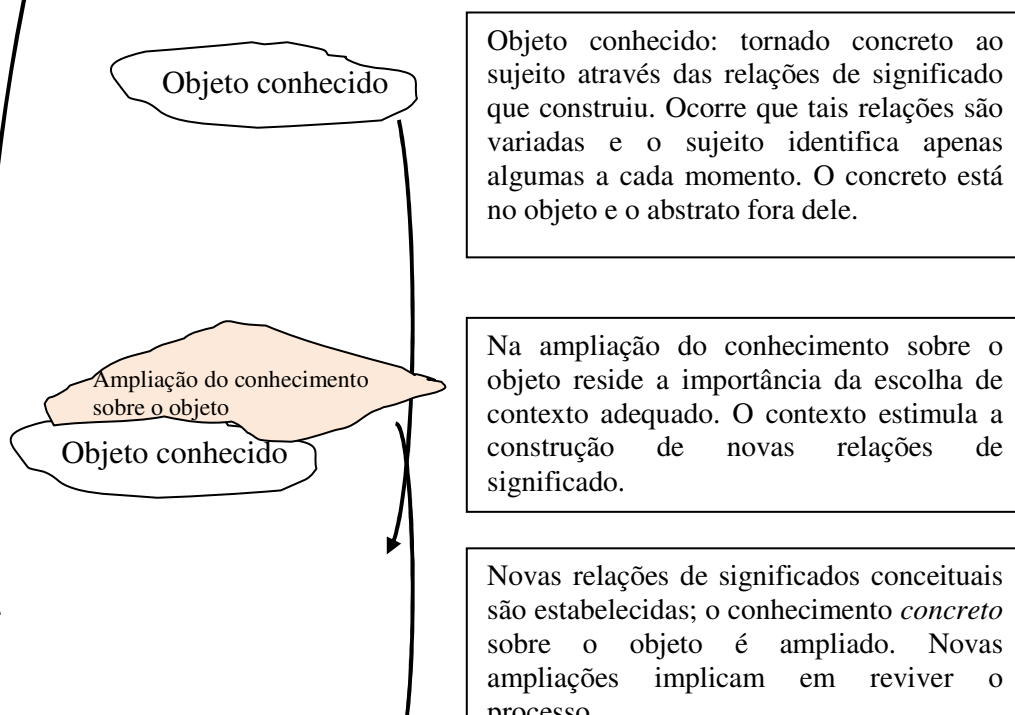 Objeto conhecido
Objeto conhecido: tornado concreto ao
sujeito através das relações de significado
que construiu. Ocorre que tais relações são
variadas e o sujeito identifica apenas
algumas a cada momento. O concreto está
no objeto e o abstrato fora dele.
Ampliação do conhecimento
sobre o objeto
Objeto conhecido
Na ampliação do conhecimento sobre o
objeto reside a importância da escolha de
contexto adequado. O contexto estimula a
construção de novas relações de
significado.
Novas relações de significados conceituais
são estabelecidas; o conhecimento concreto
sobre o objeto é ampliado. Novas
ampliações implicam em reviver o
processo